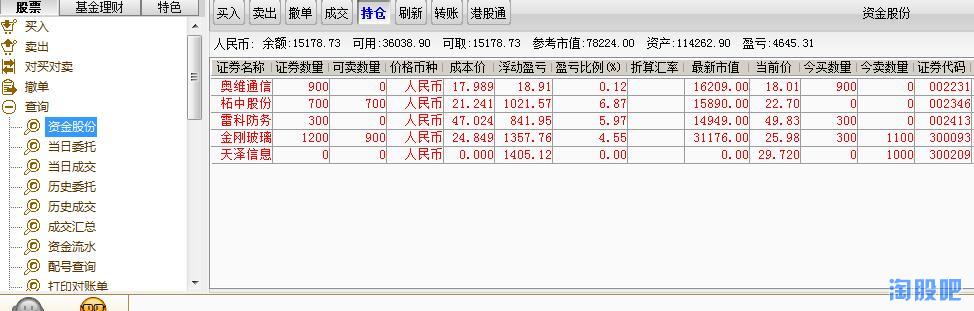 股票 基金理财 特色
买入 卖出 撤单 成交 持仓 刷新 转账 港股通 资金股份
买入
卖出
对买对卖
撤单
查询
资金股份
当日委托
当日成交
历史委托
历史成交
成交汇总
资金流水
配号查询
打印对账单
人民币: 余额:15178.73 可用:36038.90 可取:15178.73 参考市值:78224.00 资产:114262.90 盈亏:4645.31
证券名称 证券数量 可卖数量 价格币种 成本价 浮动盈亏 盈亏比例(%) 折算汇率 最新市值 当前价 今买数量 今卖数量 证券代码
奥维通信 900 0 人民币 17.989 18.91 0.12 16209.00 18.01 900 0 002231
柘中股份 700 700 人民币 21.241 1021.57 6.87 15890.00 22.70 0 0 002346
雷科防务 300 0 人民币 47.024 841.95 5.97 14949.00 49.83 300 0 002413
金刚玻璃 1200 900 人民币 24.849 1357.76 4.55 31176.00 25.98 300 1100 300093
天泽信息 0 0 人民币 0.000 1405.12 0.00 0.00 29.720 0 1000 300209
淘股吧